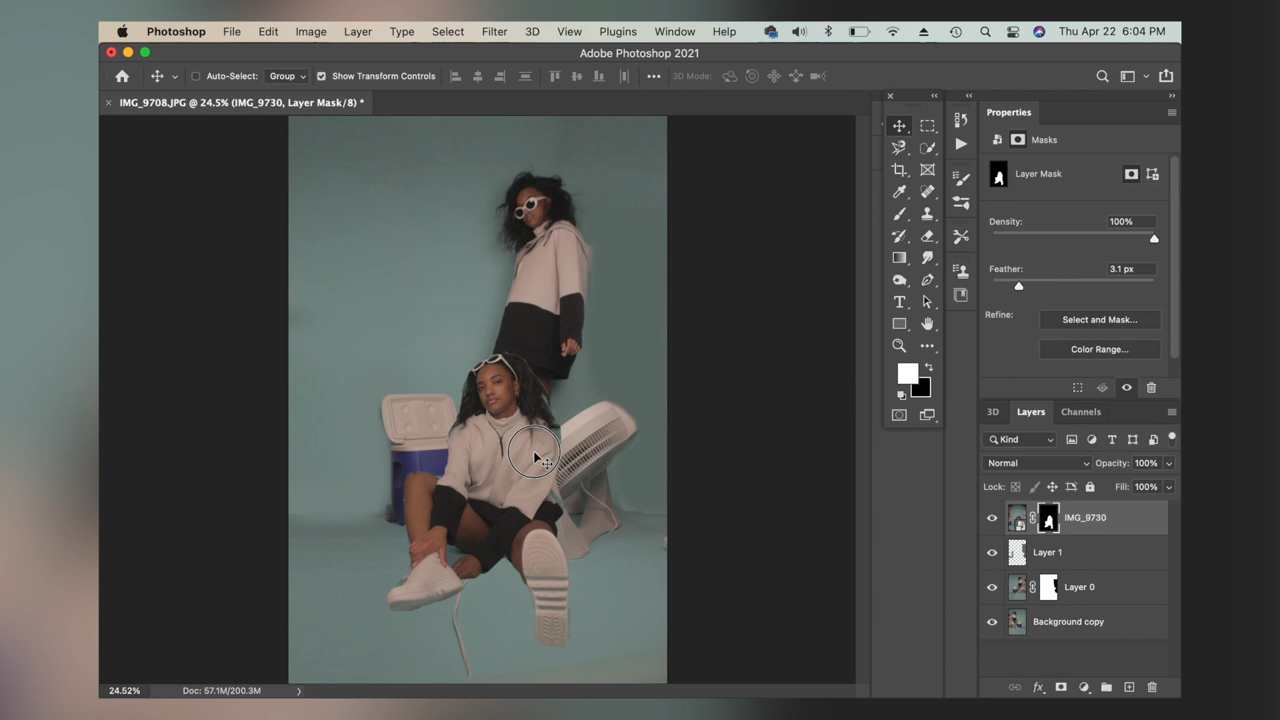 Photoshop File Edit Image Layer Type Select Filter 3D View Plugins Window Help Thu Apr 22 6:04 PM
Adobe Photoshop 2021
Auto-Select: Group Show Transform Controls 3D Mode:
IMG_9708.JPG @ 24.5% (IMG_9730, Layer Mask/8) *
Properties
Masks
Layer Mask
Density: 100%
Feather: 3.1 px
Refine: Select and Mask...
Color Range...
3D Layers Channels
Kind
Normal Opacity: 100%
Lock: Fill: 100%
IMG_9730
Layer 1
Layer 0
Background copy
24.52% Doc: 57.1M/200.3M